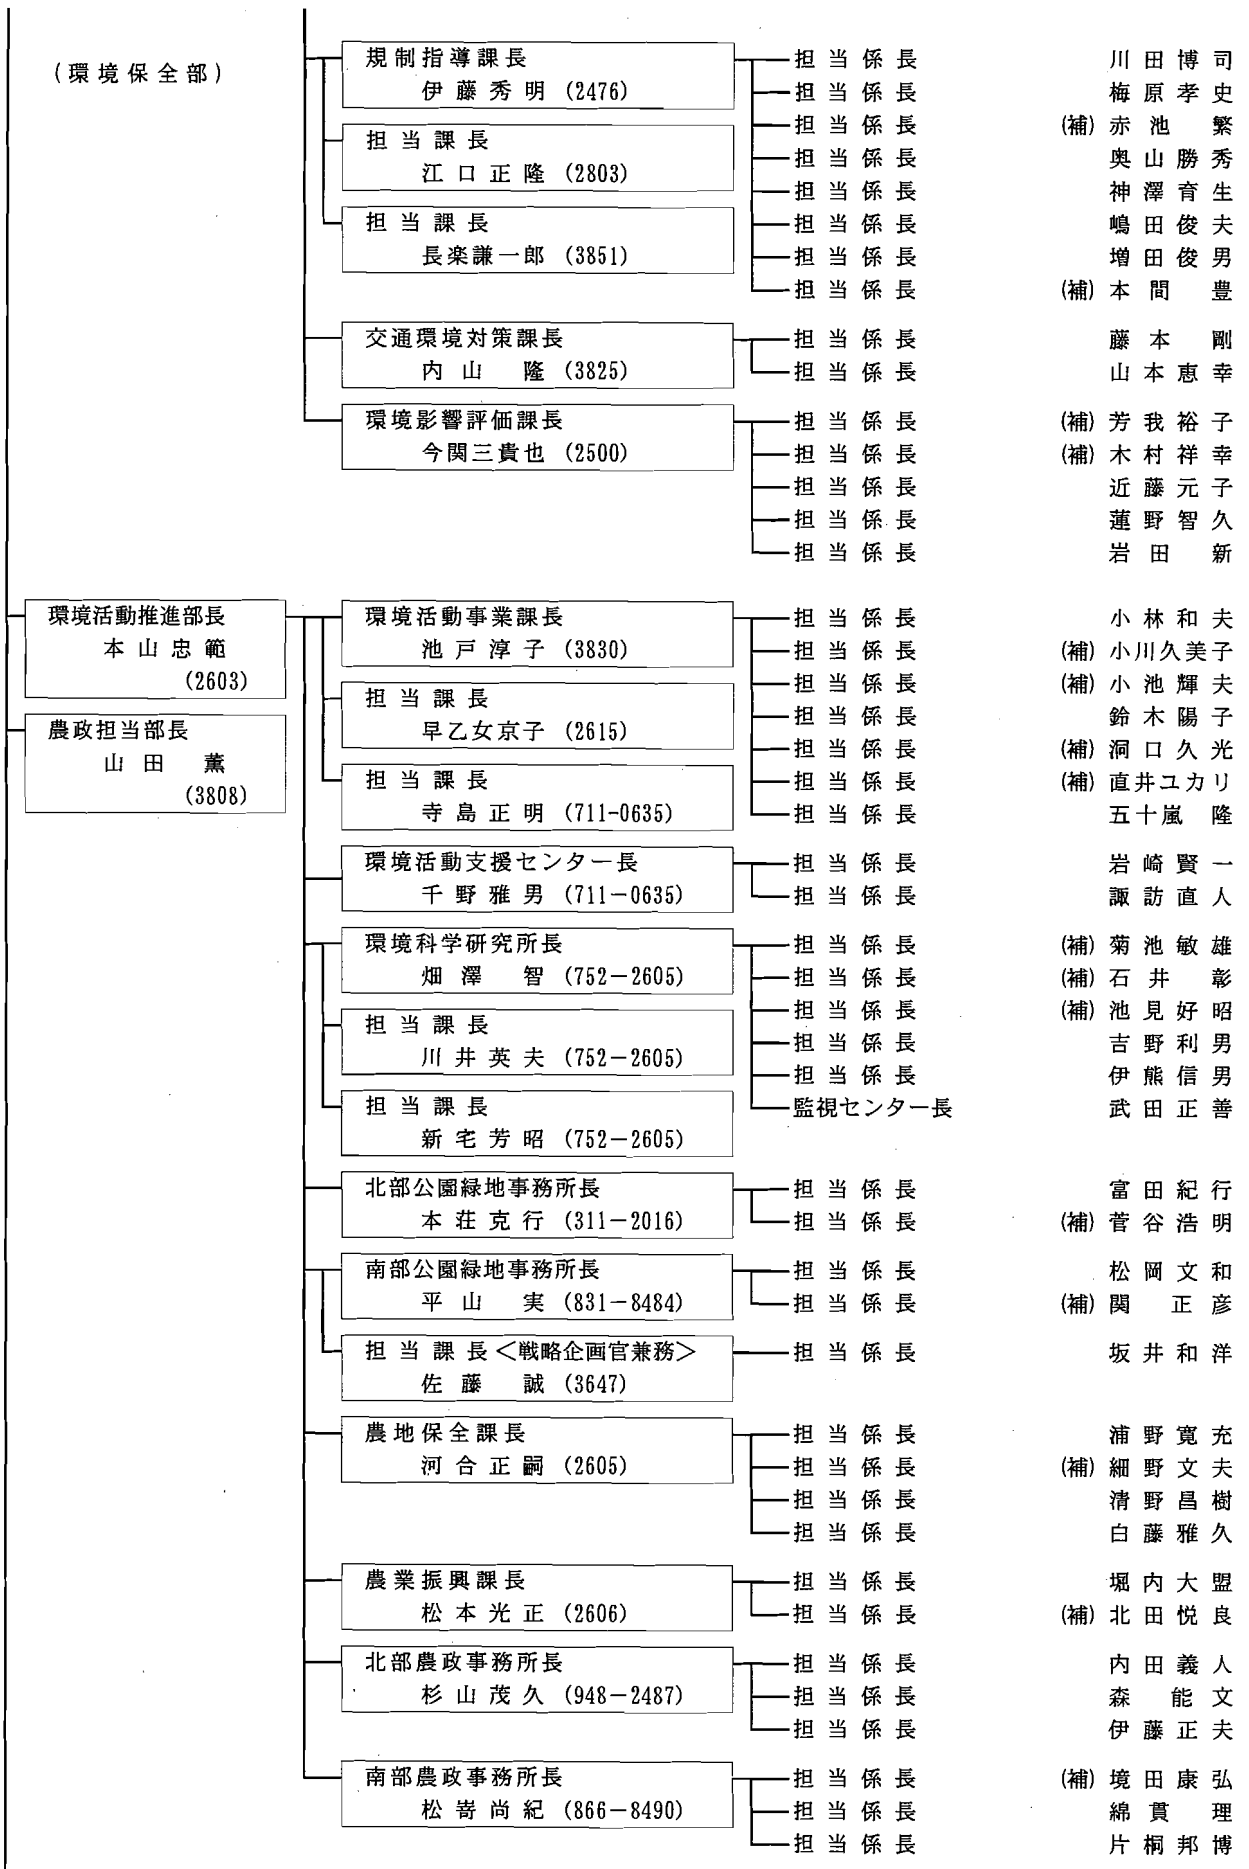 (環境保全部)
規制指導課長
伊藤秀明 (2476)
担当課長
江口正隆 (2803)
担当課長
長楽謙一郎 (3851)
担当係長 川田博司
担当係長 梅原孝史
担当係長 (補) 赤池 繁
担当係長 奥山勝秀
担当係長 神澤育生
担当係長 嶋田俊夫
担当係長 増田俊男
担当係長 (補) 本間 豊
交通環境対策課長
内山 隆 (3825)
担当係長 藤本 剛
担当係長 山本恵幸
環境影響評価課長
今関三貴也 (2500)
担当係長 (補) 芳我裕子
担当係長 (補) 木村祥幸
担当係長 近藤元子
担当係長 蓮野智久
担当係長 岩田 新
環境活動推進部長
本山忠範
(2603)
農政担当部長
山田 薫
(3808)
環境活動事業課長
池戸淳子 (3830)
担当課長
早乙女京子 (2615)
担当課長
寺島正明 (711-0635)
担当係長 小林和夫
担当係長 (補) 小川久美子
担当係長 (補) 小池輝夫
担当係長 鈴木陽子
担当係長 (補) 洞口久光
担当係長 (補) 直井ユカリ
担当係長 五十嵐 隆
環境活動支援センター長
千野雅男 (711-0635)
担当係長 岩崎賢一
担当係長 諏訪直人
環境科学研究所長
畑澤 智 (752-2605)
担当課長
川井英夫 (752-2605)
担当課長
新宅芳昭 (752-2605)
担当係長 (補) 菊池敏雄
担当係長 (補) 石井 彰
担当係長 (補) 池見好昭
担当係長 吉野利男
担当係長 伊熊信男
監視センター長 武田正善
北部公園緑地事務所長
本荘克行 (311-2016)
担当係長 富田紀行
担当係長 (補) 菅谷浩明
南部公園緑地事務所長
平山 実 (831-8484)
担当係長 松岡文和
担当係長 (補) 関 正彦
担当課長<戦略企画官兼務>
佐藤 誠 (3647)
担当係長 坂井和洋
農地保全課長
河合正嗣 (2605)
担当係長 浦野寛充
担当係長 (補) 細野文夫
担当係長 清野昌樹
担当係長 白藤雅久
農業振興課長
松本光正 (2606)
担当係長 堀内大盟
担当係長 (補) 北田悦良
北部農政事務所長
杉山茂久 (948-2487)
担当係長 内田義人
担当係長 森 能文
担当係長 伊藤正夫
南部農政事務所長
松嵜尚紀 (866-8490)
担当係長 (補) 境田康弘
担当係長 綿貫 理
担当係長 片桐邦博